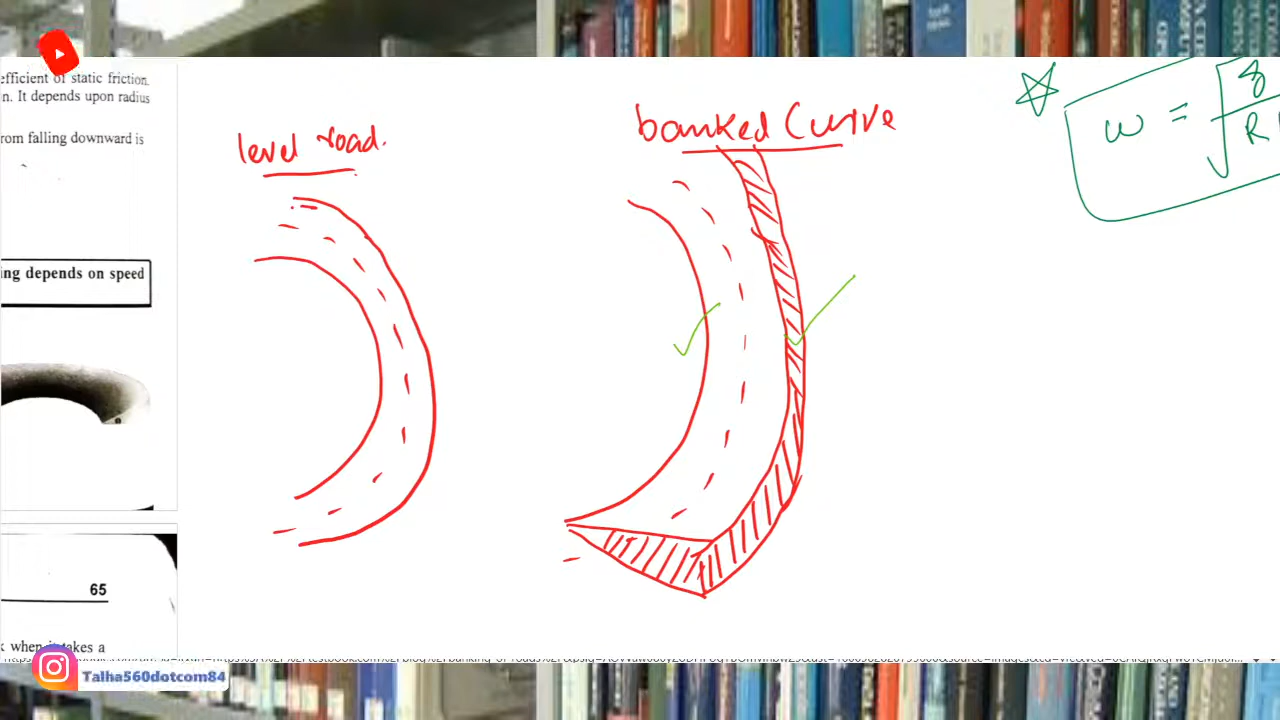 efficient of static friction.
n. It depends upon radius
rom falling downward is
ing depends on speed
65
k when it takes a
level road.
banked Curve
ω =
Talha560dotcom84